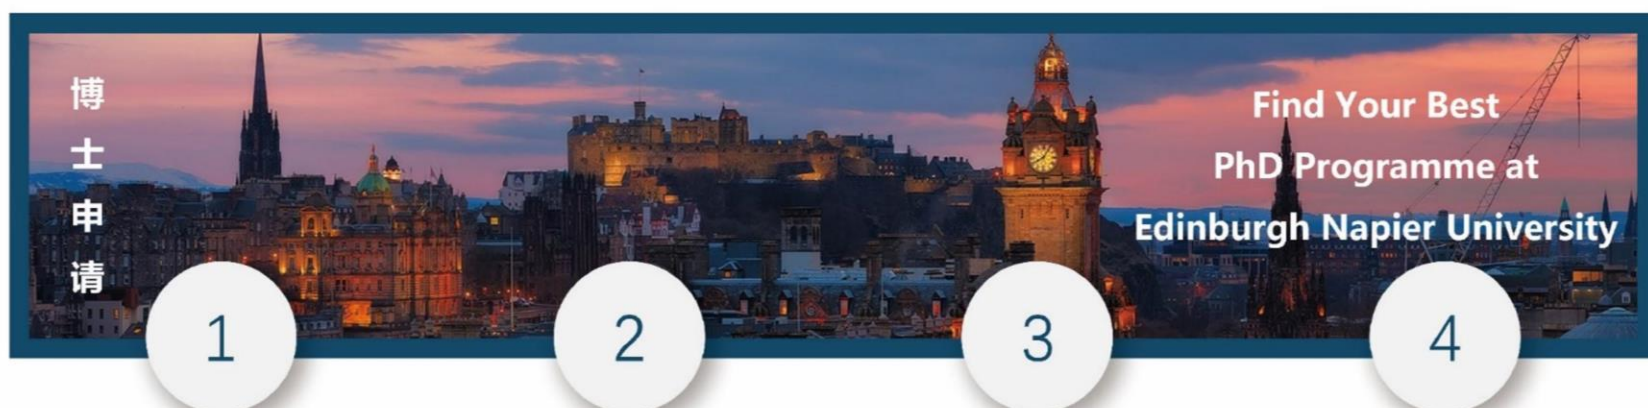 博士申请
Find Your Best
PhD Programme at
Edinburgh Napier University
1
2
3
4